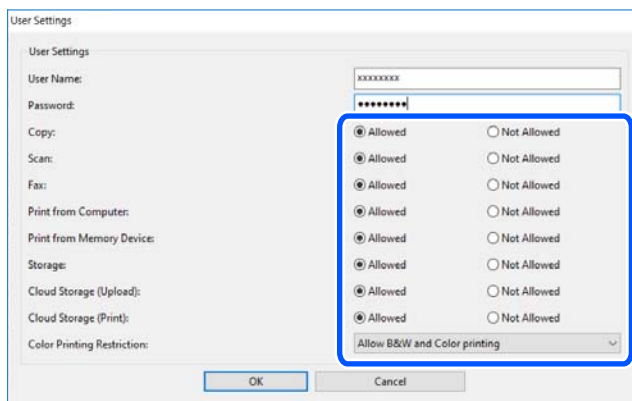 User Settings
User Settings
User Name: xxxxxxxx
Password: ●●●●●●●●
Copy: Allowed Not Allowed
Scan: Allowed Not Allowed
Fax: Allowed Not Allowed
Print from Computer: Allowed Not Allowed
Print from Memory Device: Allowed Not Allowed
Storage: Allowed Not Allowed
Cloud Storage (Upload): Allowed Not Allowed
Cloud Storage (Print): Allowed Not Allowed
Color Printing Restriction: Allow B&W and Color printing
OK Cancel